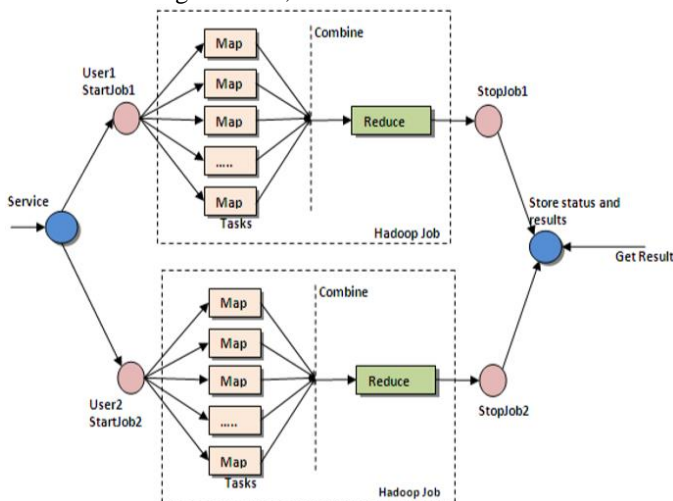 Combine
Map
User1
StartJob1
Map
StopJob1
Map
Reduce
.....
Service
Map
Store status and
results
Tasks
Hadoop Job
Get Result
Combine
Map
Map
Map
Reduce
User2
StartJob2
.....
StopJob2
Map
Tasks
Hadoop Job